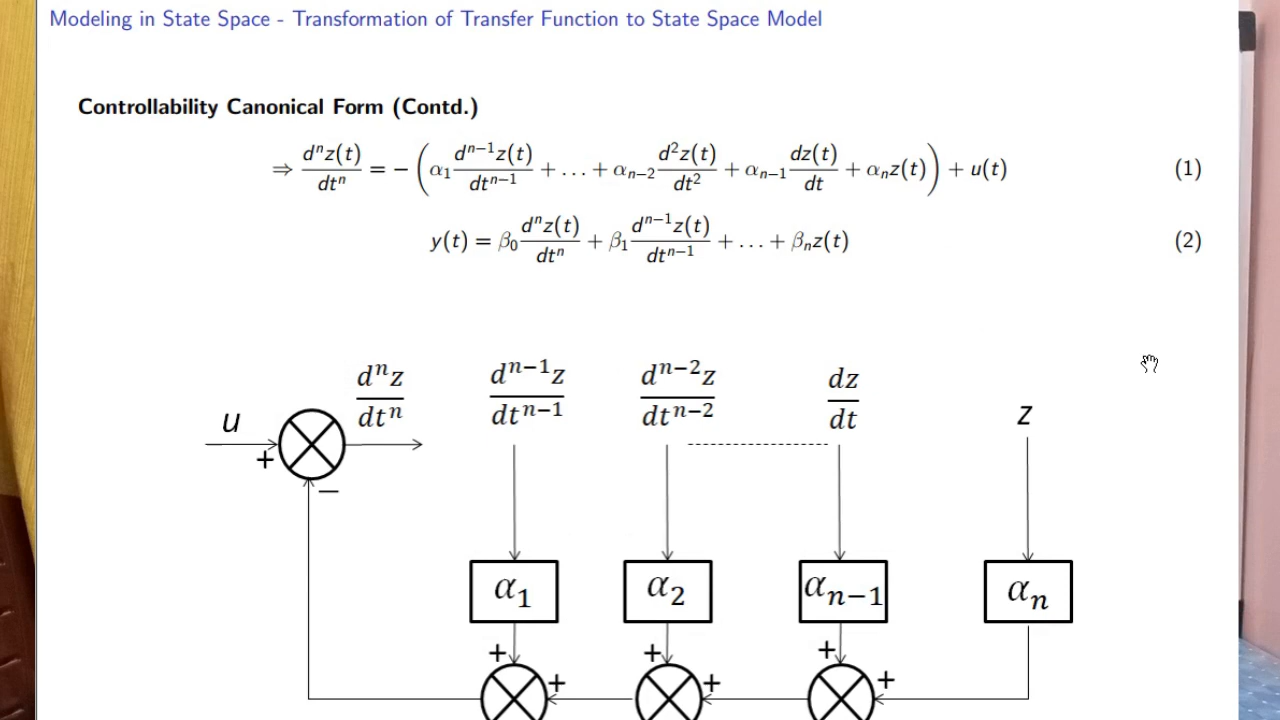 Modeling in State Space - Transformation of Transfer Function to State Space Model
Controllability Canonical Form (Contd.)
⇒ dⁿz(t)/dtⁿ = − (α₁ dⁿ⁻¹z(t)/dtⁿ⁻¹ + ... + αₙ₋₂ d²z(t)/dt² + αₙ₋₁ dz(t)/dt + αₙz(t)) + u(t) (1)
y(t) = β₀ dⁿz(t)/dtⁿ + β₁ dⁿ⁻¹z(t)/dtⁿ⁻¹ + ... + βₙz(t) (2)
u + − dⁿz/dtⁿ dⁿ⁻¹z/dtⁿ⁻¹ dⁿ⁻²z/dtⁿ⁻² dz/dt z
α₁ α₂ αₙ₋₁ αₙ
+ + + + + +